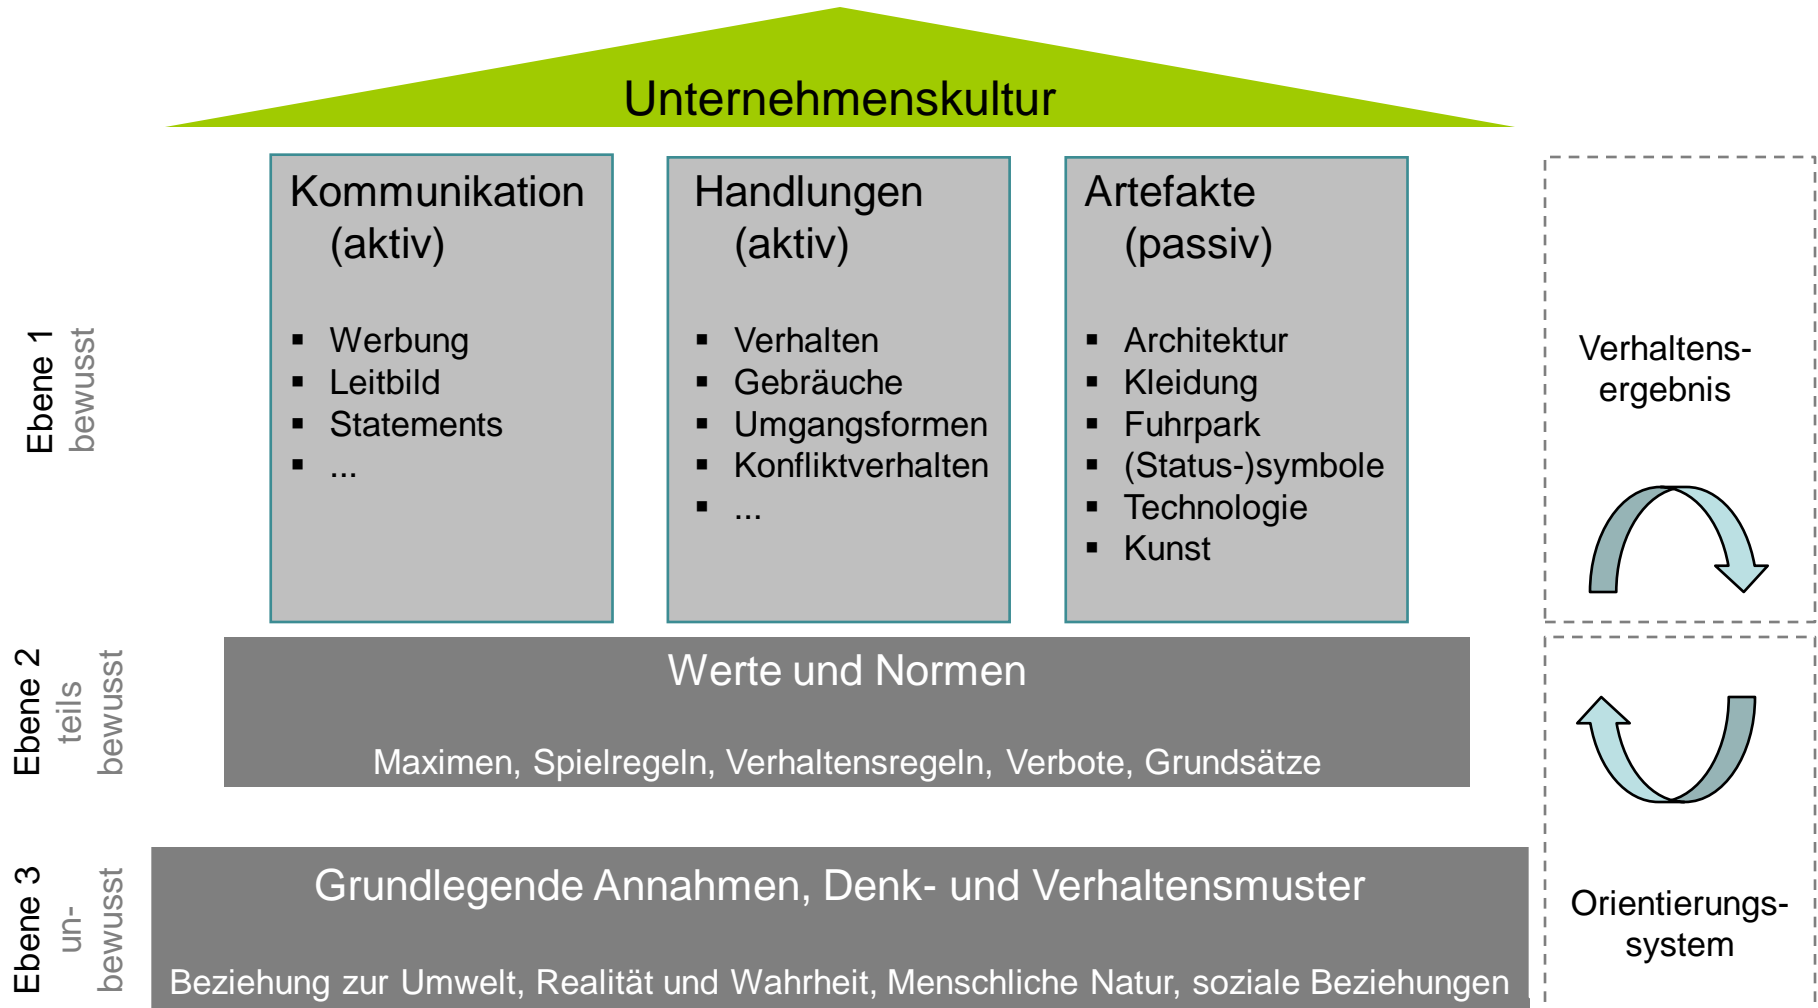 Unternehmenskultur
Kommunikation
(aktiv)
▪ Werbung
▪ Leitbild
▪ Statements
▪ ...
Handlungen
(aktiv)
▪ Verhalten
▪ Gebräuche
▪ Umgangsformen
▪ Konfliktverhalten
▪ ...
Artefakte
(passiv)
▪ Architektur
▪ Kleidung
▪ Fuhrpark
▪ (Status-)symbole
▪ Technologie
▪ Kunst
Ebene 1
bewusst
Verhaltens-
ergebnis
Ebene 2
teils
bewusst
Werte und Normen
Maximen, Spielregeln, Verhaltensregeln, Verbote, Grundsätze
Ebene 3
un-
bewusst
Grundlegende Annahmen, Denk- und Verhaltensmuster
Beziehung zur Umwelt, Realität und Wahrheit, Menschliche Natur, soziale Beziehungen
Orientierungs-
system